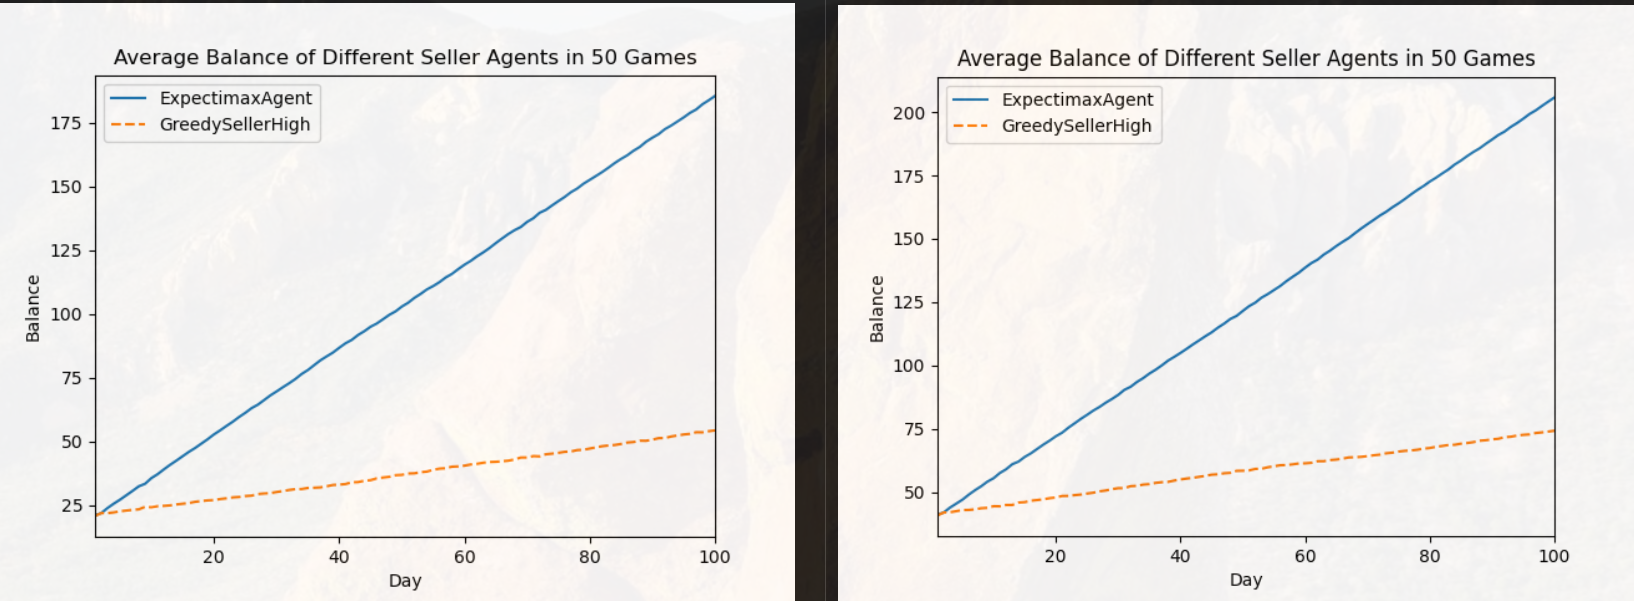 Average Balance of Different Seller Agents in 50 Games
ExpectimaxAgent
GreedySellerHigh
175
150
125
100
75
50
25
Balance
20 40 60 80 100
Day
Average Balance of Different Seller Agents in 50 Games
ExpectimaxAgent
GreedySellerHigh
200
175
150
125
100
75
50
Balance
20 40 60 80 100
Day